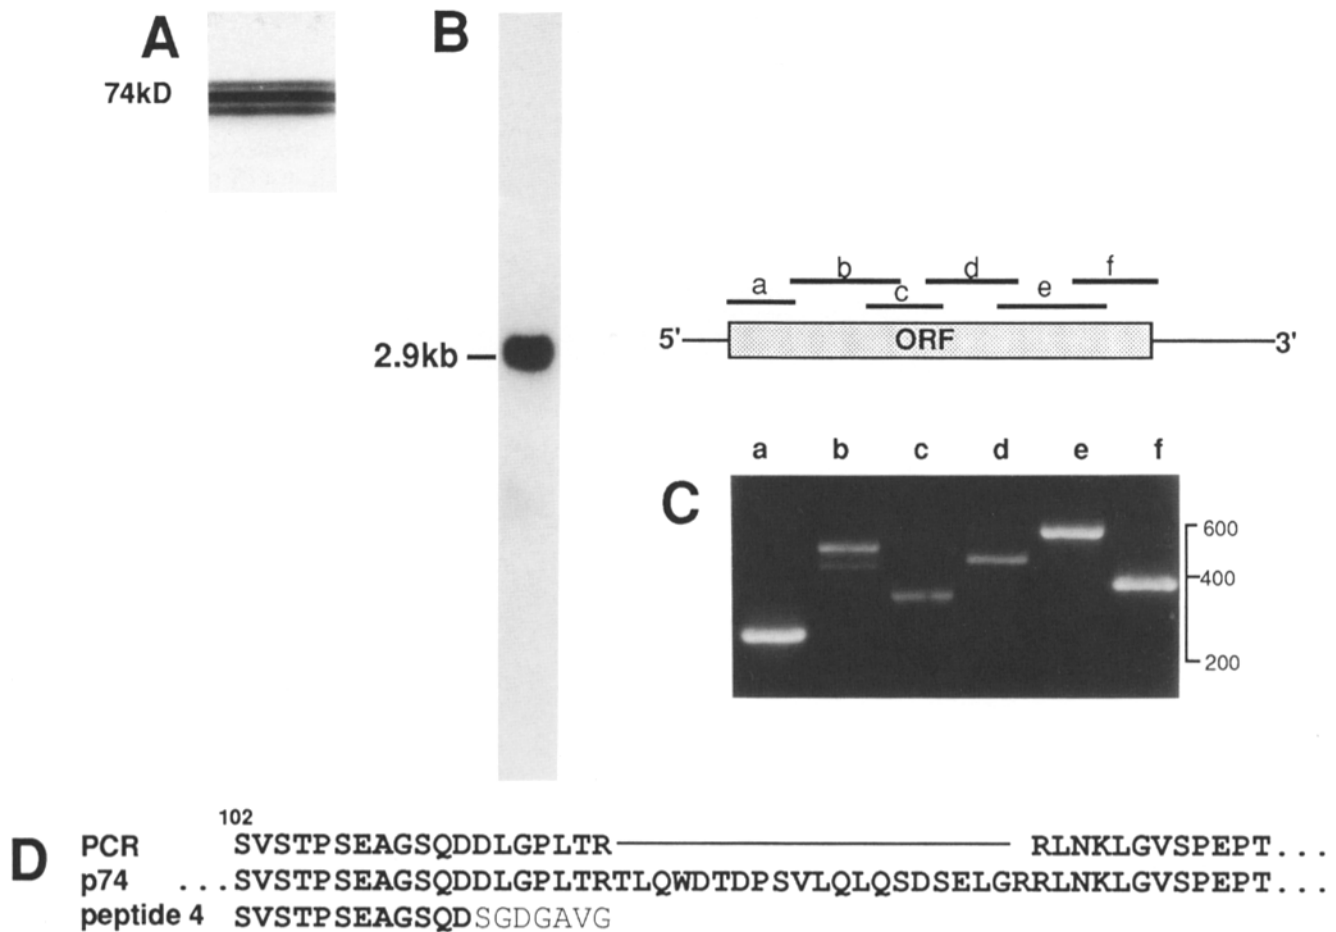 A
74kD
B
2.9kb
a b c d e f
5' ORF 3'
a b c d e f
C
600
400
200
D
102
PCR SVSTPSEAGSQDDLGPLTR RLNKLGVSPEPT...
p74 ...SVSTPSEAGSQDDLGPLTRTLQWDTDPSVLQLQSDSELGRRLNKLGVSPEPT...
peptide 4 SVSTPSEAGSQDSGDGAVG